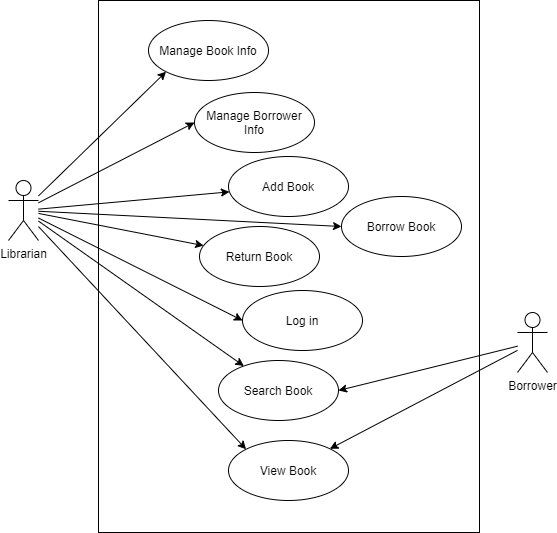 Manage Book Info
Manage Borrower
Info
Add Book
Borrow Book
Librarian
Return Book
Log in
Borrower
Search Book
View Book